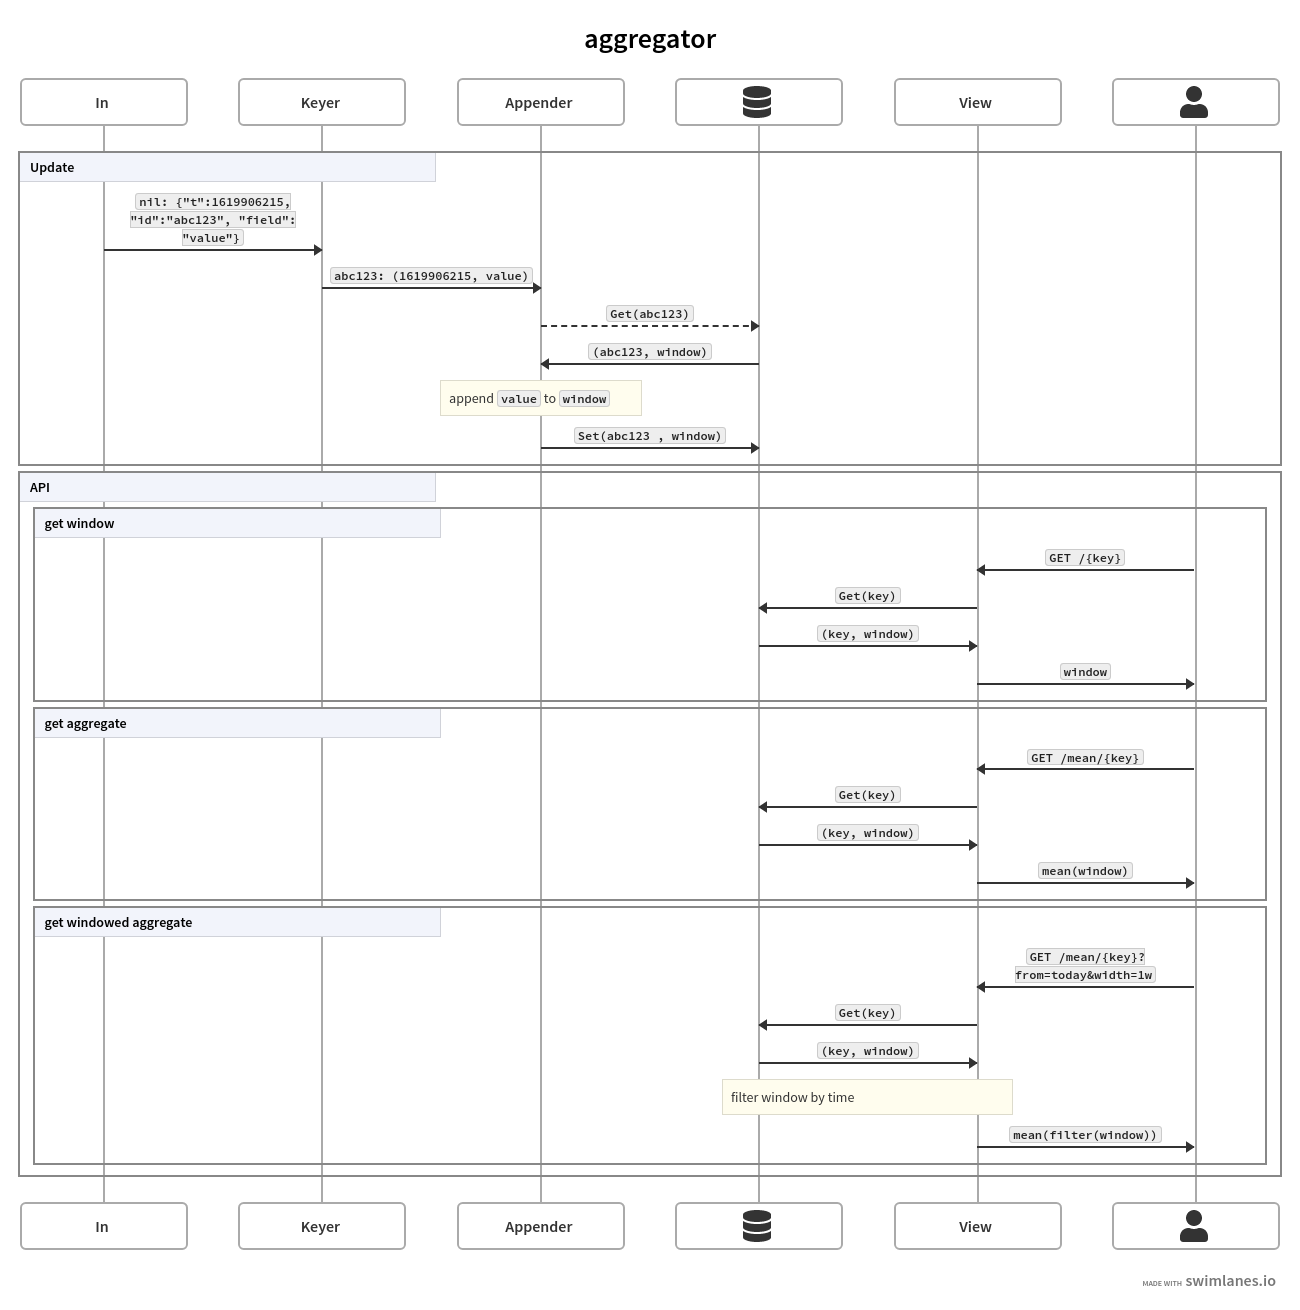 aggregator
In
Keyer
Appender
View
Update
nil: {"t":1619906215,
"id":"abc123", "field":
"value"}
abc123: (1619906215, value)
Get(abc123)
(abc123, window)
append value to window
Set(abc123 , window)
API
get window
GET /{key}
Get(key)
(key, window)
window
get aggregate
GET /mean/{key}
Get(key)
(key, window)
mean(window)
get windowed aggregate
GET /mean/{key}?
from=today&width=1w
Get(key)
(key, window)
filter window by time
mean(filter(window))
In
Keyer
Appender
View
MADE WITH swimlanes.io